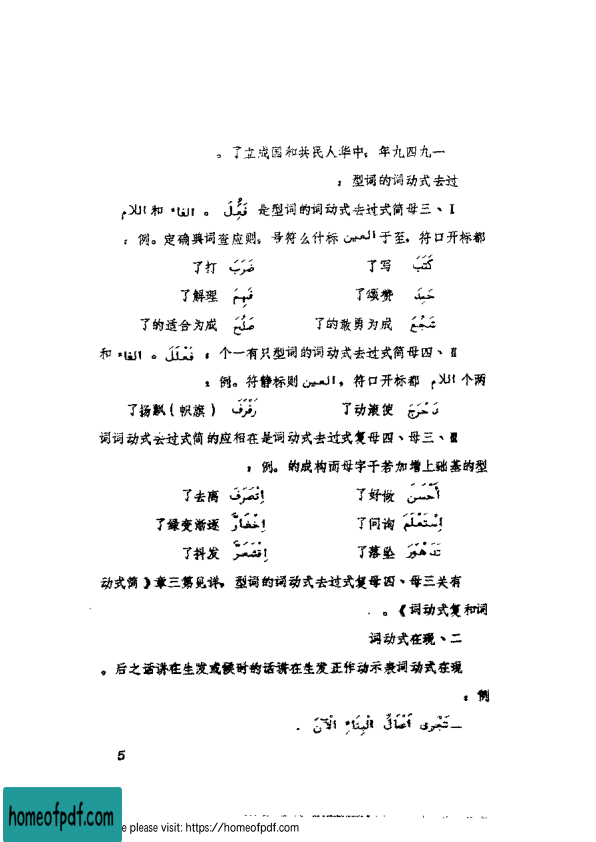 一九四九年,中华人民共和国成立了。
过去式动词的词型:
Ⅰ、三母简式过去式动词的词型是 فَعُلَ 。الفاء 和 اللام
都标开口符,至于 العين 标什么符号,则应查词典确定。例:
كَتَبَ 写了 ضَرَبَ 打了
حَمِدَ 赞颂了 فَهِمَ 理解了
شَجُعَ 成为勇敢的了 صَلُحَ 成为合适的了
Ⅱ、四母简式过去式动词的词型只有一个:فَعْلَلَ 。الفاء 和
两个 اللام 都标开口符,العين 则标静符。例:
دَحْرَجَ 使滚动了 رَفْرَفَ (旗帜)飘扬了
Ⅲ、三母、四母复式过去式动词是在相应的简式过去式动词词
型的基础上增加若干字母而构成的。例:
أَحْسَنَ 做好了 اِنْصَرَفَ 离去了
اِسْتَعْلَمَ 询问了 اِخْضَارَّ 逐渐变绿了
تَدَهْوَرَ 坠落了 اِقْشَعَرَّ 发抖了
有关三母、四母复式过去式动词的词型,详见第三章《简式动
词和复式动词》。
二、现在式动词
现在式动词表示动作正发生在讲话的时候或发生在讲话之后。
例:
— تَجْرِى أَعْمَالُ الْبِنَاءِ الْآنَ .
5
homeofpdf.com
please visit: https://homeofpdf.com